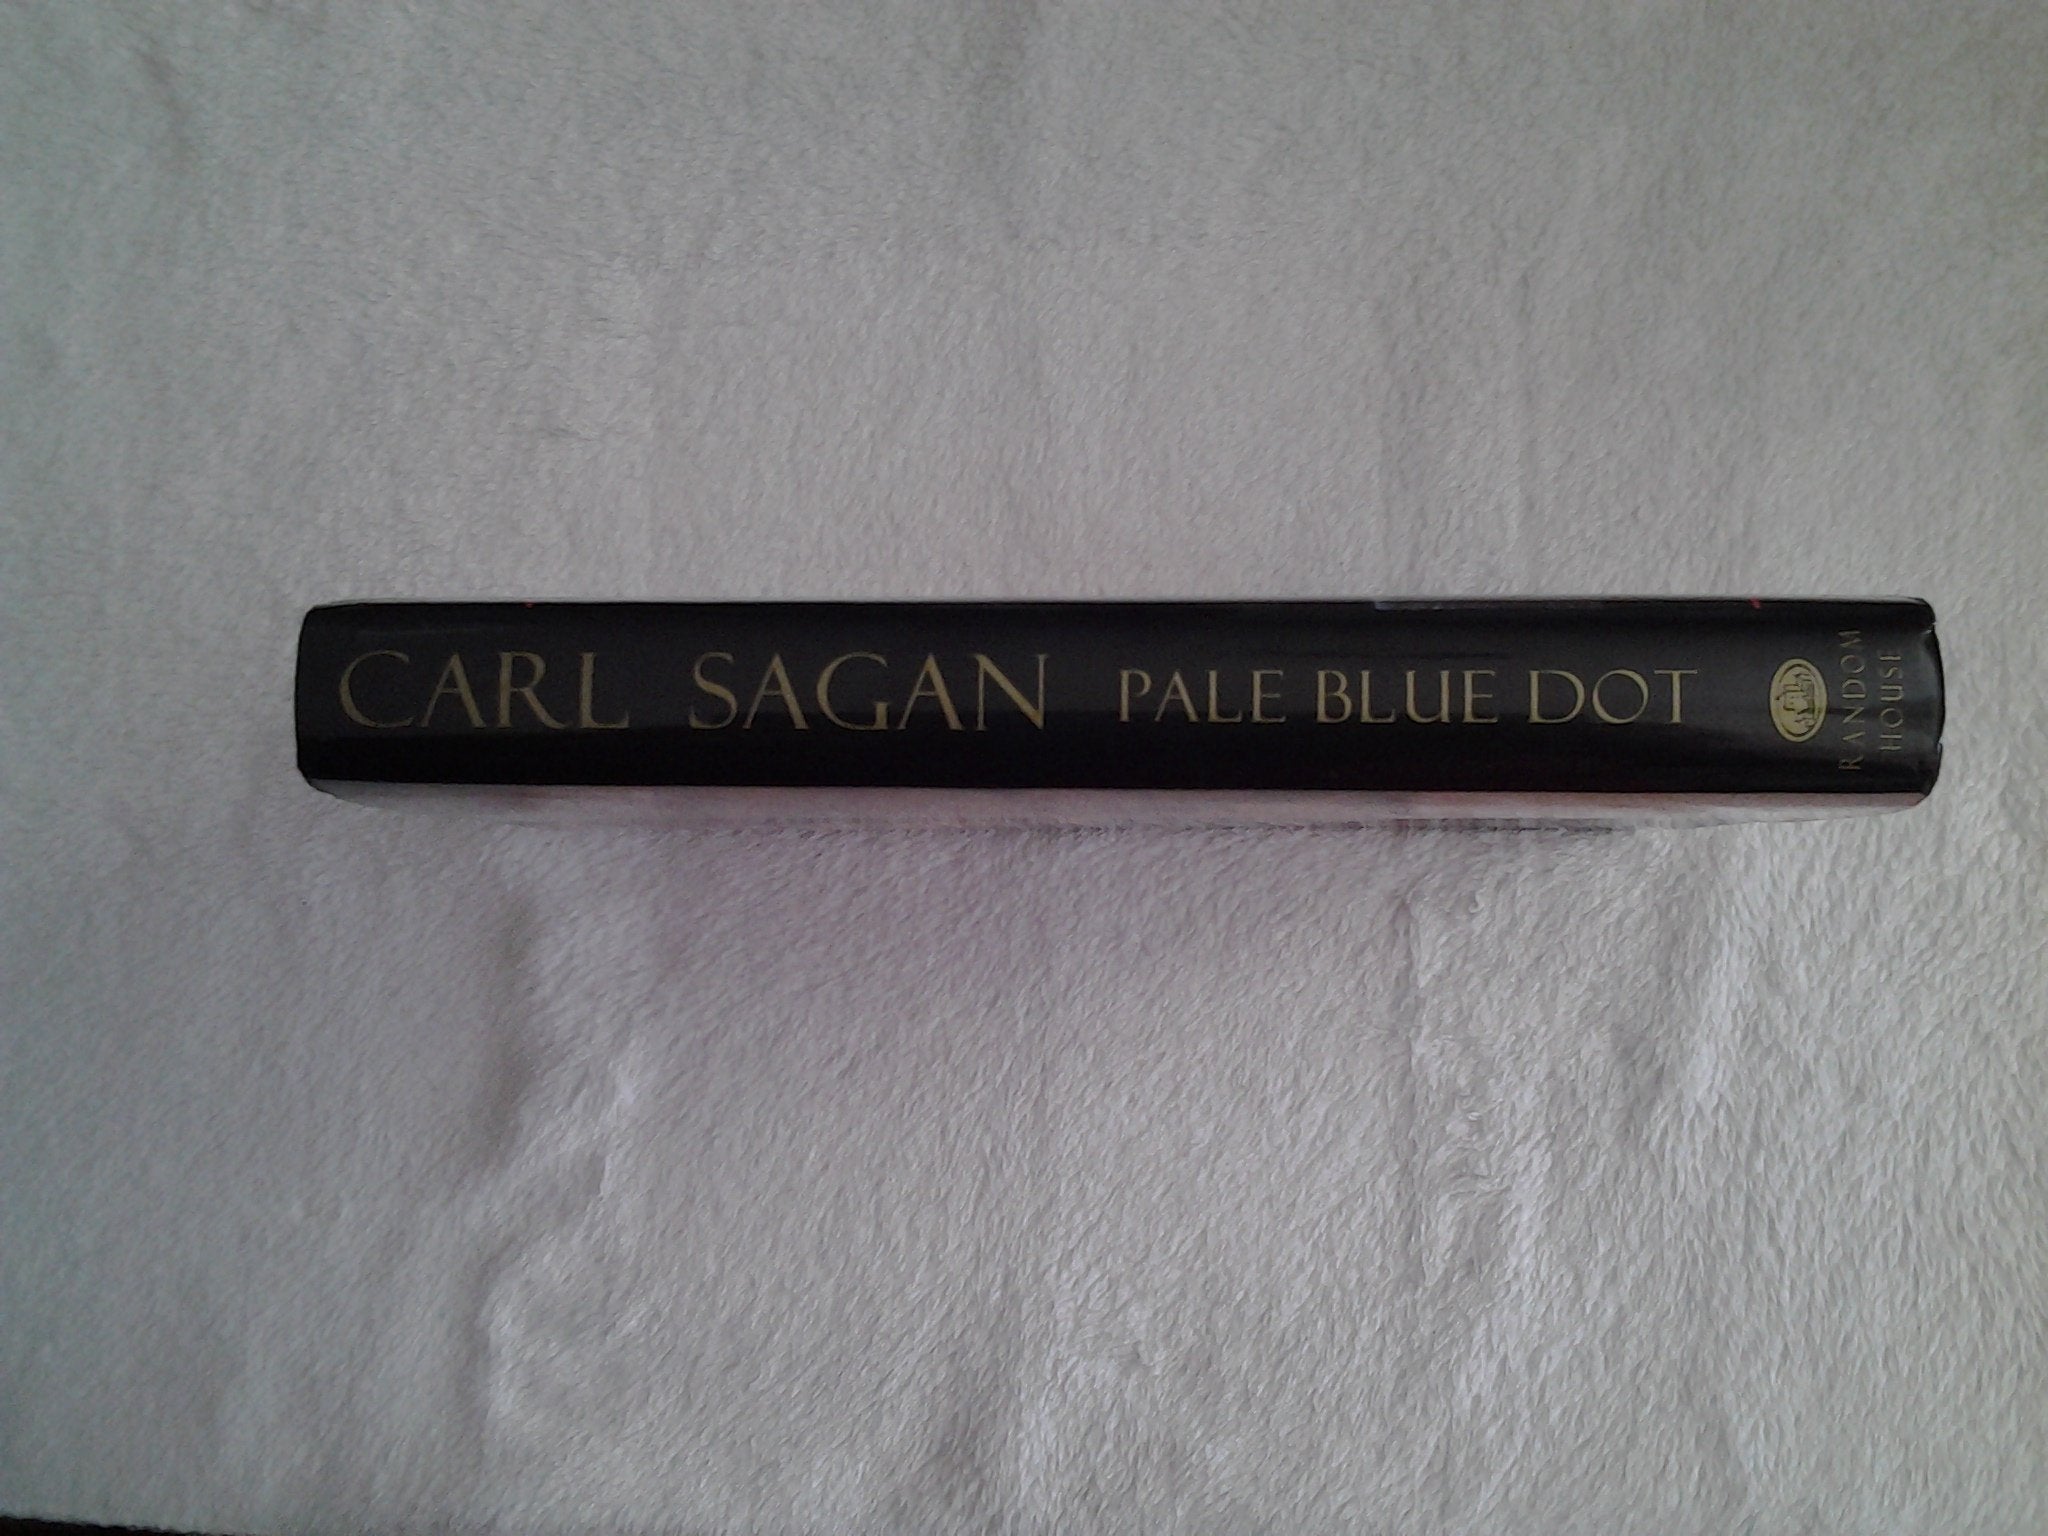 CARL SAGAN PALE BLUE DOT
RANDOM
HOUSE